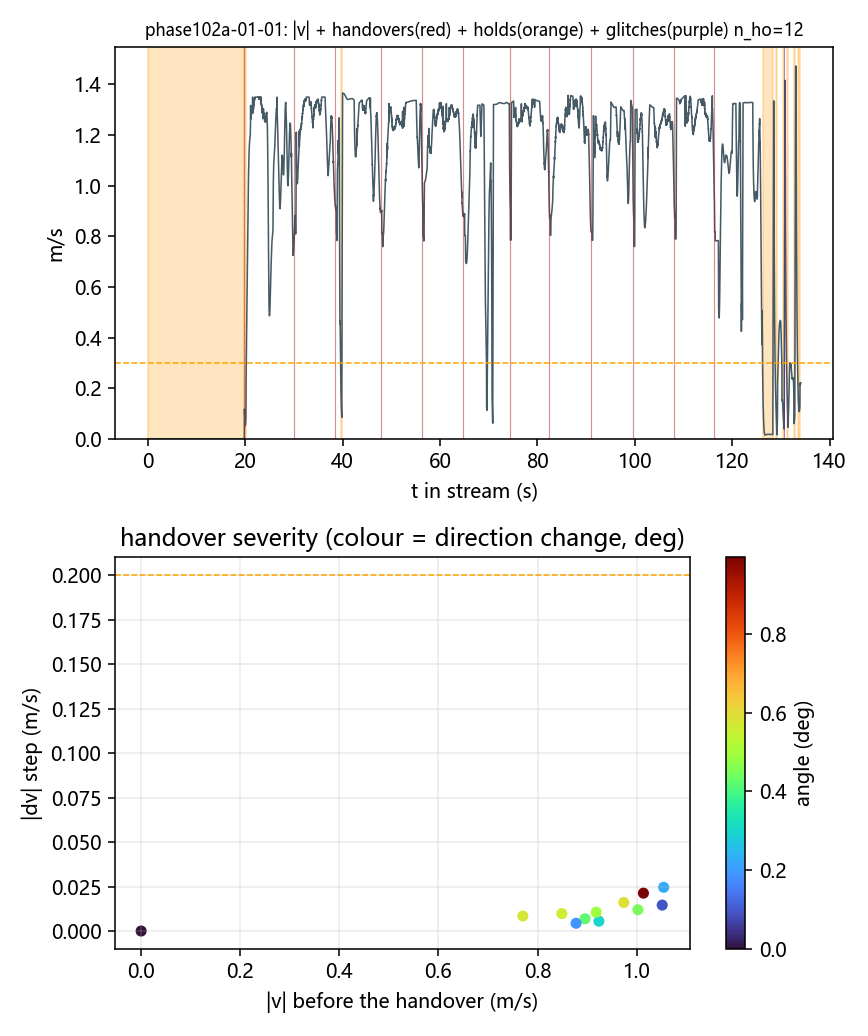 phase102a-01-01: |v| + handovers(red) + holds(orange) + glitches(purple) n_ho=12
1.4
1.2
1.0
0.8
0.6
0.4
0.2
0.0
m/s
0 20 40 60 80 100 120 140
t in stream (s)
handover severity (colour = direction change, deg)
0.200
0.175
0.150
0.125
0.100
0.075
0.050
0.025
0.000
|dv| step (m/s)
0.0 0.2 0.4 0.6 0.8 1.0
|v| before the handover (m/s)
0.8
0.6
0.4
0.2
0.0
angle (deg)